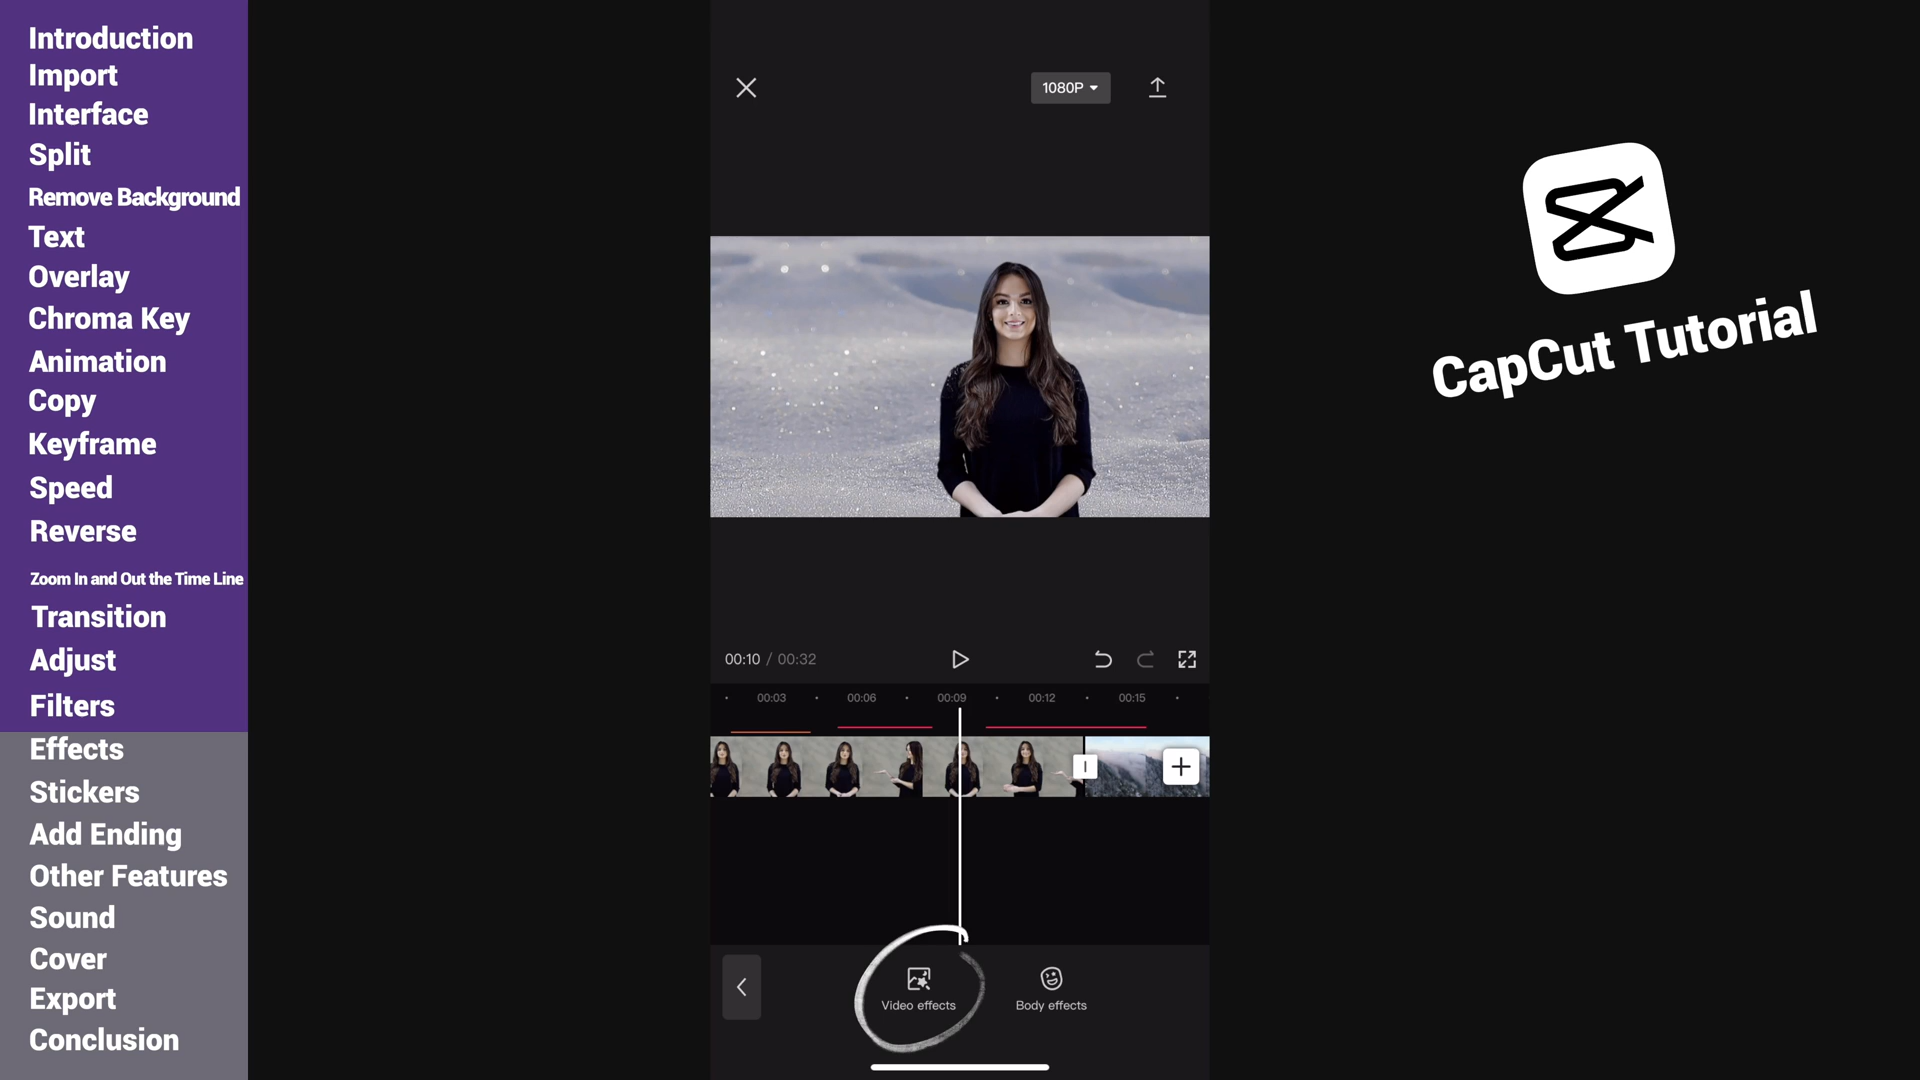 Introduction
Import
Interface
Split
Remove Background
Text
Overlay
Chroma Key
Animation
Copy
Keyframe
Speed
Reverse
Zoom In and Out the Time Line
Transition
Adjust
Filters
Effects
Stickers
Add Ending
Other Features
Sound
Cover
Export
Conclusion
1080P
00:10 / 00:32
00:03 00:06 00:09 00:12 00:15
Video effects
Body effects
CapCut Tutorial